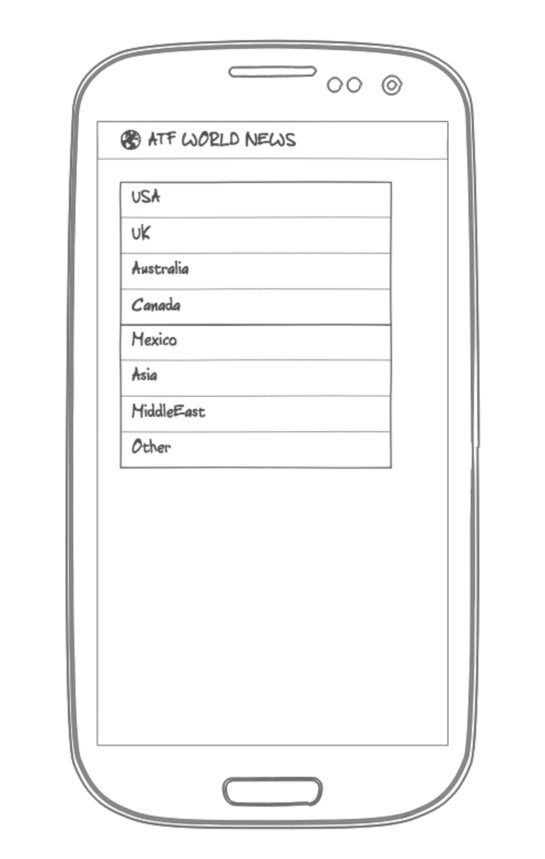 ATF WORLD NEWS
USA
UK
Australia
Canada
Mexico
Asia
MiddleEast
Other